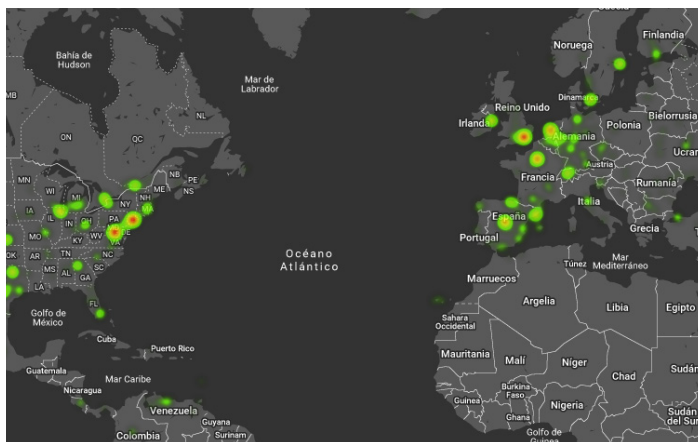 Bahía de
Hudson
Mar de
Labrador
MB
ON
QC
NL
PE
NB
NS
ME
NH
MN
WI
MI
NY
MA
IA
IL
IN
PA
MO
KY
WV
VA
OK
AR
TN
NC
MS
AL
SC
GA
LA
FL
Golfo de
México
Cuba
Puerto Rico
Guatemala
Mar Caribe
Nicaragua
Venezuela
Guyana
Surinam
Colombia
Océano
Atlántico
Noruega
Finlandia
Dinamarca
Reino Unido
Irlanda
Bielorrusia
Polonia
Alemania
Ucran
Austria
Francia
Rumanía
Italia
España
Portugal
Grecia
Mar
Mediterráneo
Túnez
Marruecos
Argelia
Libia
Egipto
Sahara
Occidental
Mauritania
Malí
Níger
Chad
Sudán
Burkina
Faso
Guinea
Ghana
Nigeria
Sudán
del Sur
Golfo de